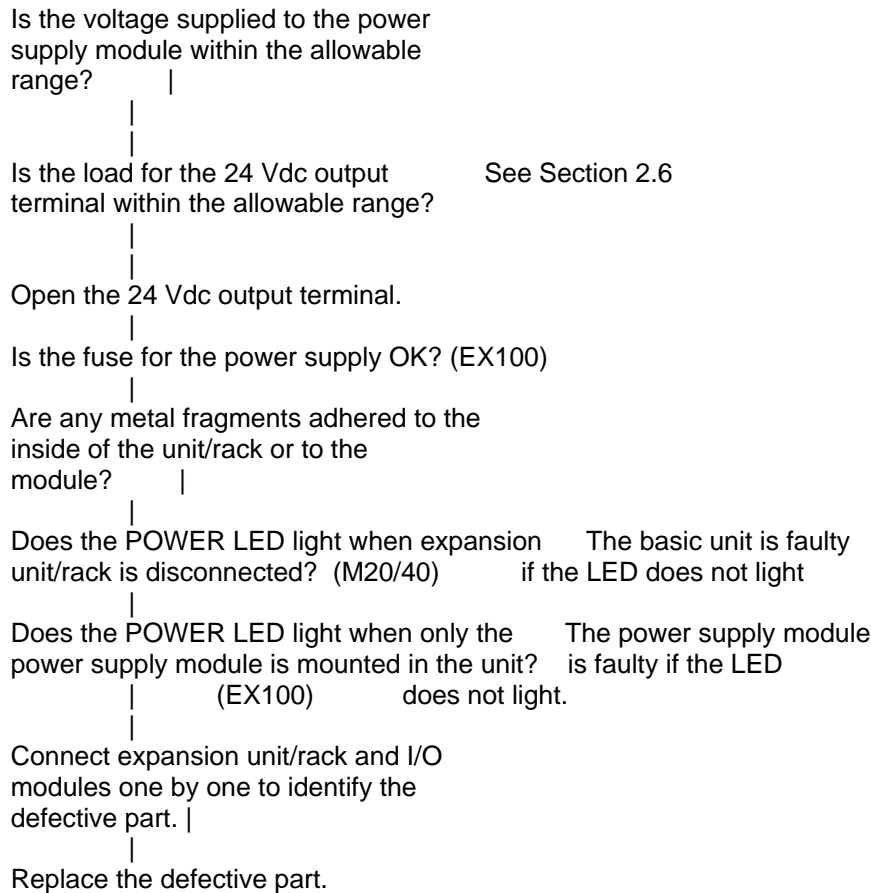 Is the voltage supplied to the power
supply module within the allowable
range? |
|
|
Is the load for the 24 Vdc output See Section 2.6
terminal within the allowable range?
|
|
Open the 24 Vdc output terminal.
|
Is the fuse for the power supply OK? (EX100)
|
Are any metal fragments adhered to the
inside of the unit/rack or to the
module? |
|
Does the POWER LED light when expansion The basic unit is faulty
unit/rack is disconnected? (M20/40) if the LED does not light
|
Does the POWER LED light when only the The power supply module
power supply module is mounted in the unit? is faulty if the LED
| (EX100) does not light.
|
Connect expansion unit/rack and I/O
modules one by one to identify the
defective part. |
|
Replace the defective part.